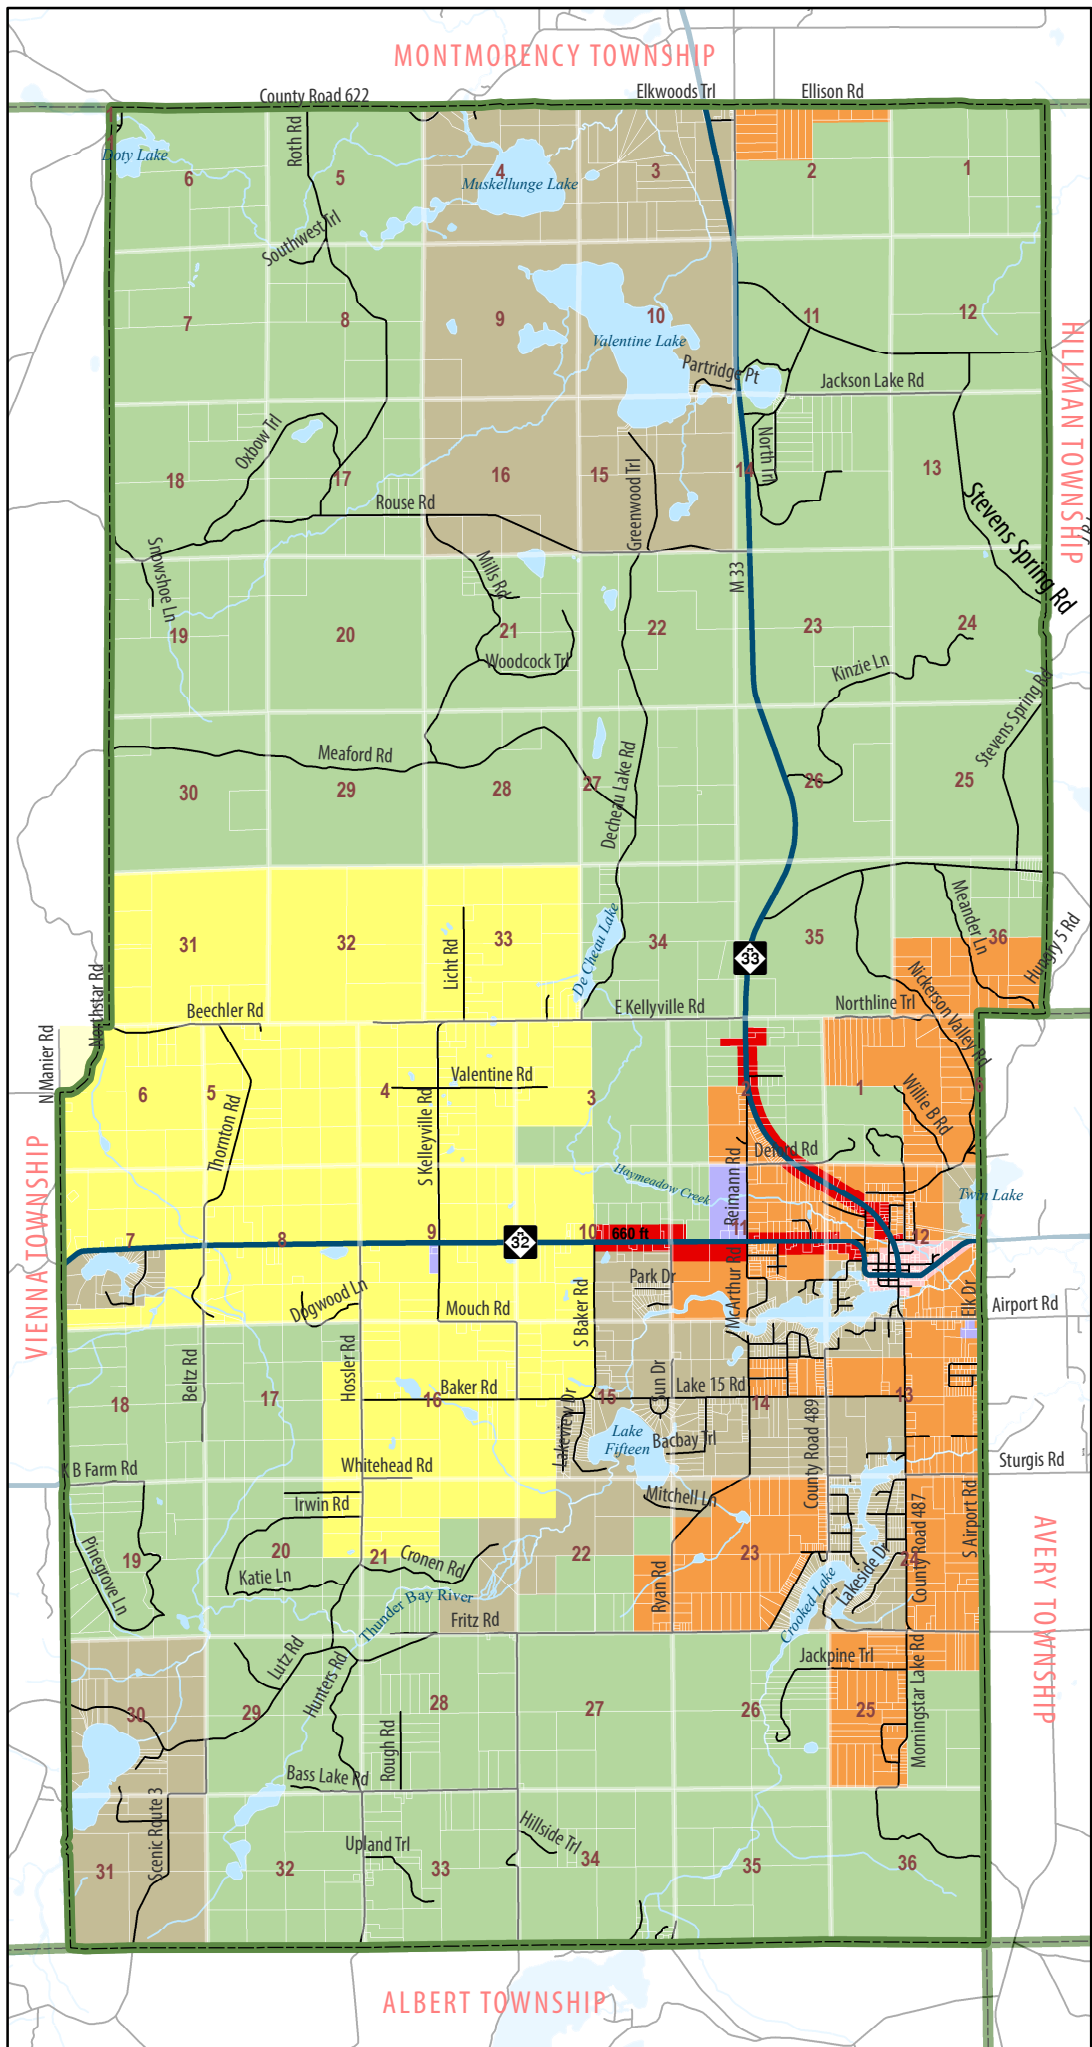 MONTMORENCY TOWNSHIP
County Road 622
Elkwoods Trl
Ellison Rd
Doty Lake
Roth Rd
6
5
4
3
2
1
Muskellunge Lake
Southwest Trl
7
8
9
10
11
12
Valentine Lake
HILLMAN TOWNSHIP
Partridge Pt
Jackson Lake Rd
Oxbow Trl
18
17
16
15
14
13
North Trl
Greenwood Trl
Rouse Rd
Stevens Spring Rd
Snowshoe Ln
Mills Rd
M 33
19
20
21
22
23
24
Woodcock Trl
Kinzie Ln
Stevens Spring Rd
Meaford Rd
Decheau Lake Rd
30
29
28
27
26
25
31
32
33
34
35
36
Licht Rd
De Cheau Lake
M
33
Meander Ln
Hungry 5 Rd
Nickerson Valley Rd
Northstar Rd
Beechler Rd
E Kellyville Rd
Northline Trl
N Manier Rd
6
5
4
Valentine Rd
3
2
1
6
Willie B Rd
Thornton Rd
S Kelleyville Rd
Deford Rd
Reimann Rd
Haymeadow Creek
Twin Lake
VIENNA TOWNSHIP
7
8
9
M
32
10
660 ft
11
12
7
Park Dr
McArthur Rd
Elk Dr
Airport Rd
Dogwood Ln
Mouch Rd
S Baker Rd
Beltz Rd
Hossler Rd
18
17
16
Baker Rd
15
Sun Dr
Lake 15 Rd
14
13
County Road 489
Lakeview Dr
Lake
Fifteen
Bacbay Trl
K B Farm Rd
Whitehead Rd
Sturgis Rd
Irwin Rd
Mitchell Ln
County Road 487
S Airport Rd
Pinegrove Ln
19
20
21
Cronen Rd
22
23
24
Katie Ln
Ryan Rd
Lakeside Dr
Crooked Lake
Thunder Bay River
Fritz Rd
AVERY TOWNSHIP
Lutz Rd
Hunters Rd
Jackpine Trl
Morningstar Lake Rd
30
29
28
27
26
25
Rough Rd
Bass Lake Rd
Scenic Route 3
Upland Trl
Hillside Trl
31
32
33
34
35
36
ALBERT TOWNSHIP